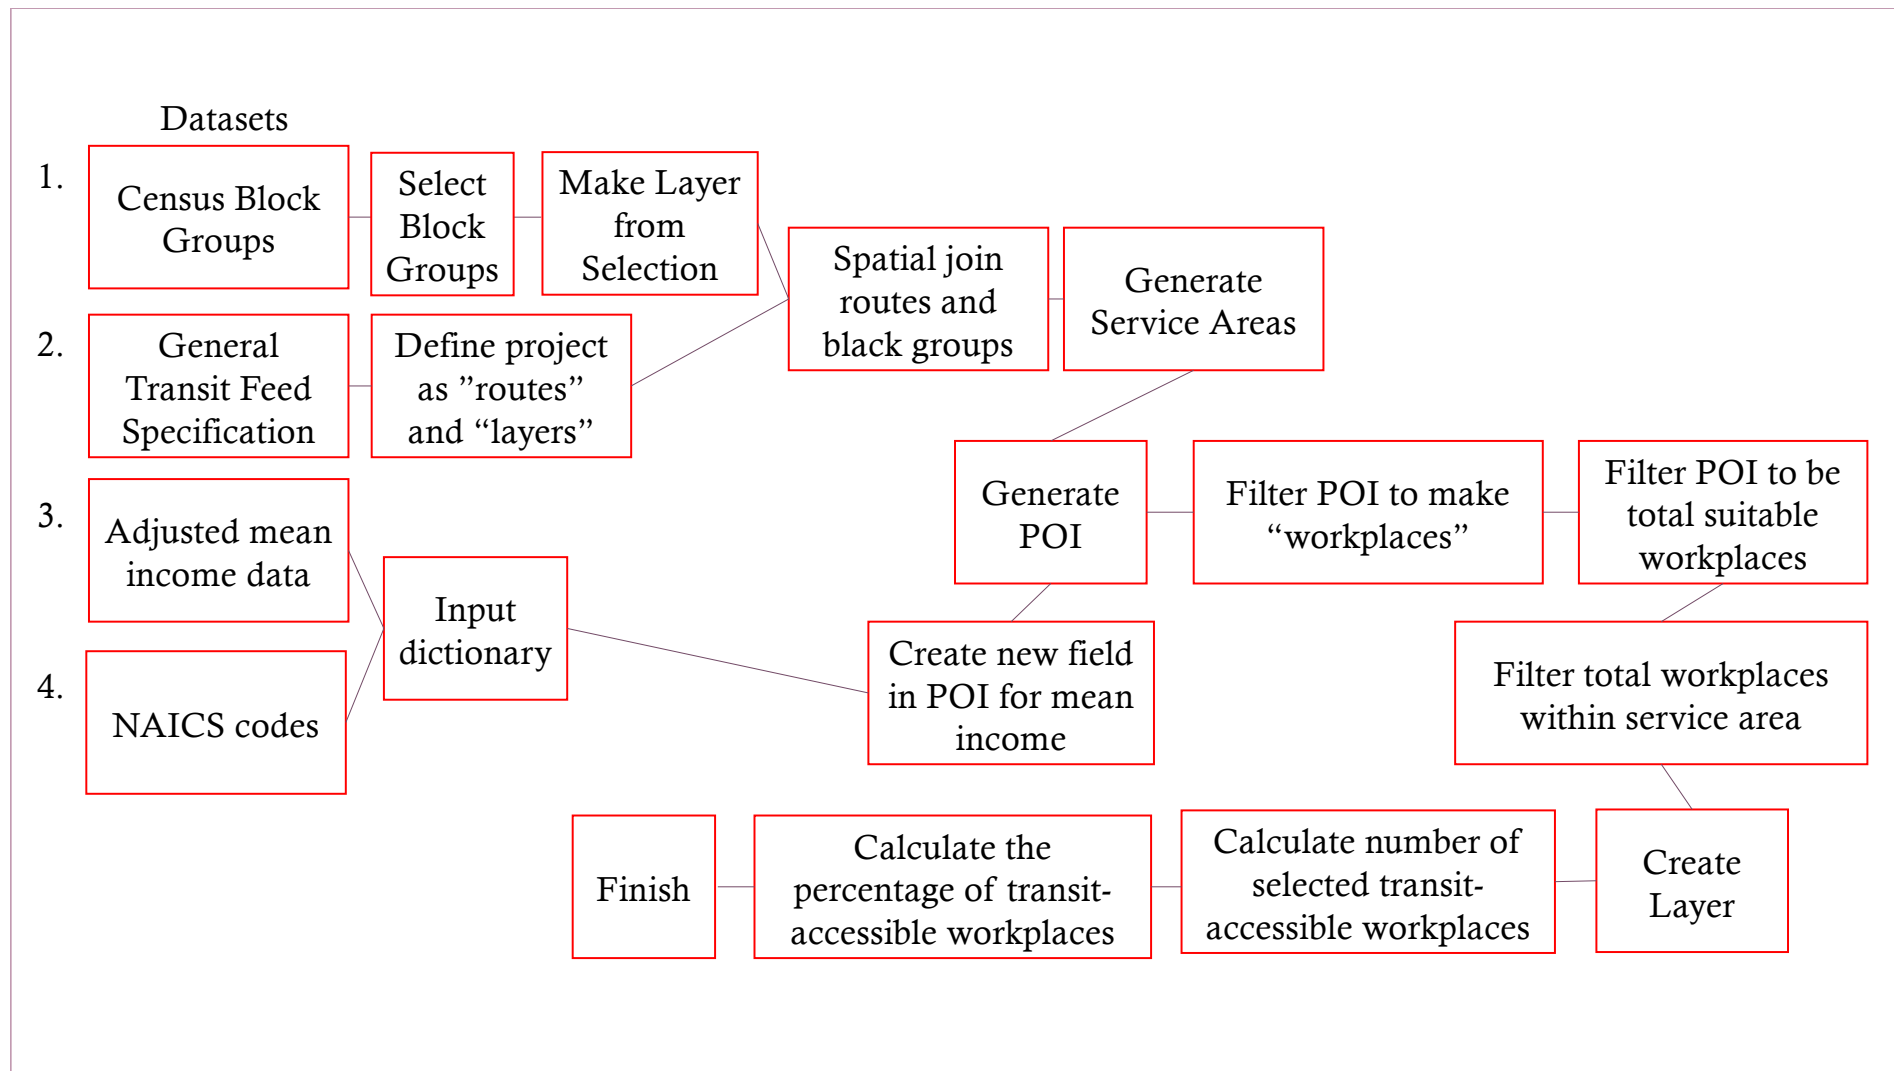 Datasets
1.
Census Block
Groups
Select
Block
Groups
Make Layer
from
Selection
Spatial join
routes and
black groups
Generate
Service Areas
2.
General
Transit Feed
Specification
Define project
as ”routes”
and “layers”
3.
Adjusted mean
income data
4.
NAICS codes
Input
dictionary
Create new field
in POI for mean
income
Generate
POI
Filter POI to make
“workplaces”
Filter POI to be
total suitable
workplaces
Filter total workplaces
within service area
Create
Layer
Calculate number of
selected transit-
accessible workplaces
Calculate the
percentage of transit-
accessible workplaces
Finish